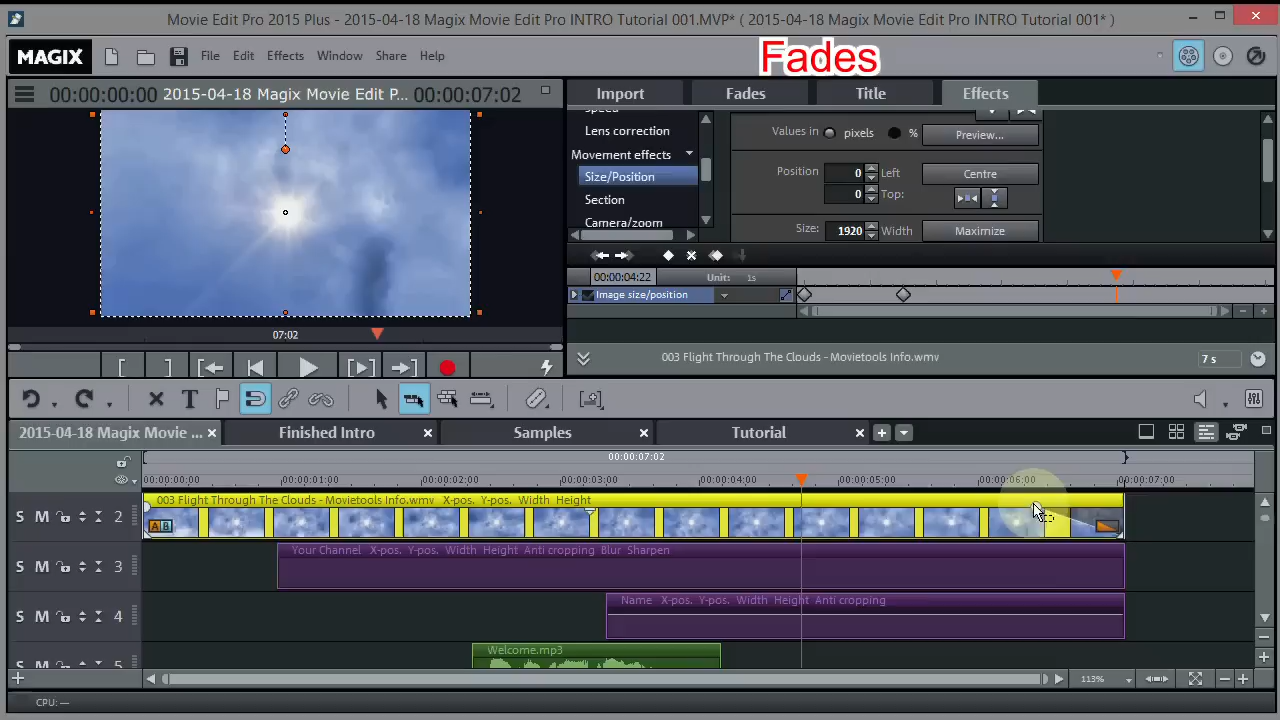 Movie Edit Pro 2015 Plus - 2015-04-18 Magix Movie Edit Pro INTRO Tutorial 001.MVP* ( 2015-04-18 Magix Movie Edit Pro INTRO Tutorial 001* )
MAGIX File Edit Effects Window Share Help
Fades
00:00:00:00 2015-04-18 Magix Movie Edit P... 00:00:07:02
Import Fades Title Effects
Lens correction
Movement effects
Size/Position
Section
Camera/zoom
Values in pixels % Preview...
Position 0 Left Centre
0 Top:
Size: 1920 Width Maximize
00:00:04:22 Unit: 1s
Image size/position
07:02
003 Flight Through The Clouds - Movietools Info.wmv 7 s
2015-04-18 Magix Movie ... Finished Intro Samples Tutorial
00:00:07:02
00:00:00:00 00:00:01:00 00:00:02:00 00:00:03:00 00:00:04:00 00:00:05:00 00:00:06:00 00:00:07:00
S M 2
003 Flight Through The Clouds - Movietools Info.wmv X-pos. Y-pos. Width Height
A B
S M 3
Your Channel X-pos. Y-pos. Width Height Anti cropping Blur Sharpen
S M 4
Name X-pos. Y-pos. Width Height Anti cropping
S M 5
Welcome.mp3
113%
CPU: —